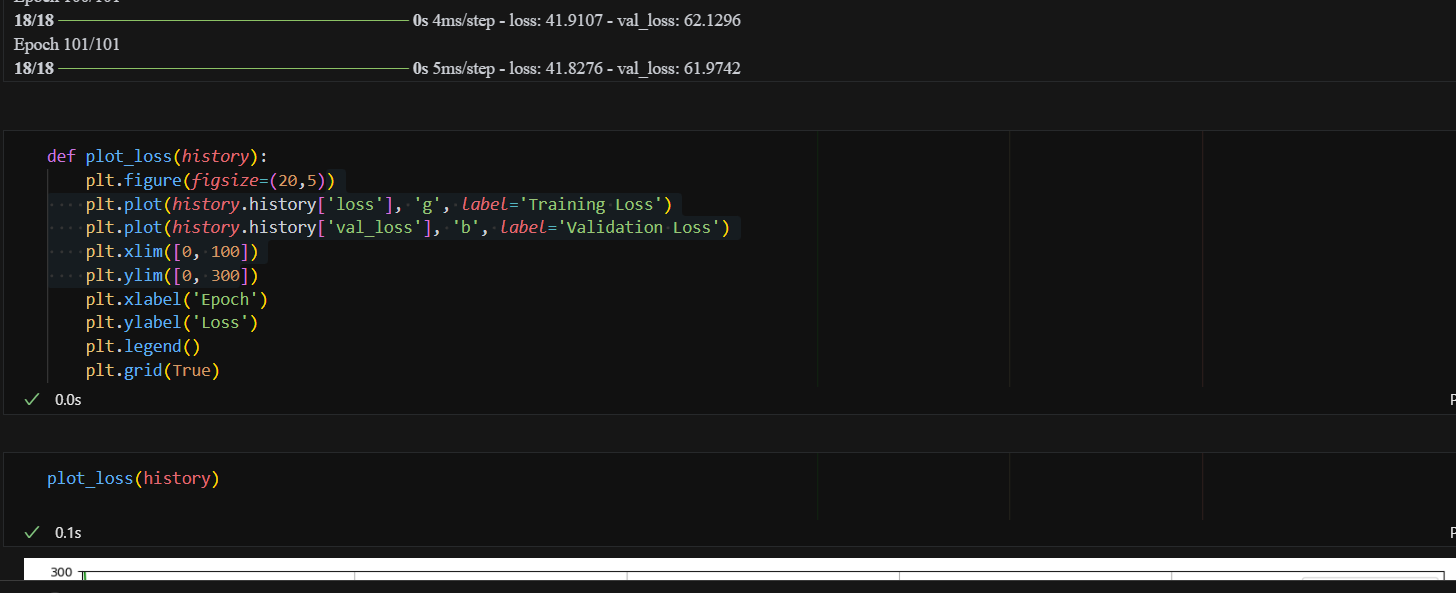 18/18 0s 4ms/step - loss: 41.9107 - val_loss: 62.1296
Epoch 101/101
18/18 0s 5ms/step - loss: 41.8276 - val_loss: 61.9742
def plot_loss(history):
    plt.figure(figsize=(20,5))
    plt.plot(history.history['loss'], 'g', label='Training Loss')
    plt.plot(history.history['val_loss'], 'b', label='Validation Loss')
    plt.xlim([0, 100])
    plt.ylim([0, 300])
    plt.xlabel('Epoch')
    plt.ylabel('Loss')
    plt.legend()
    plt.grid(True)
0.0s
plot_loss(history)
0.1s
300